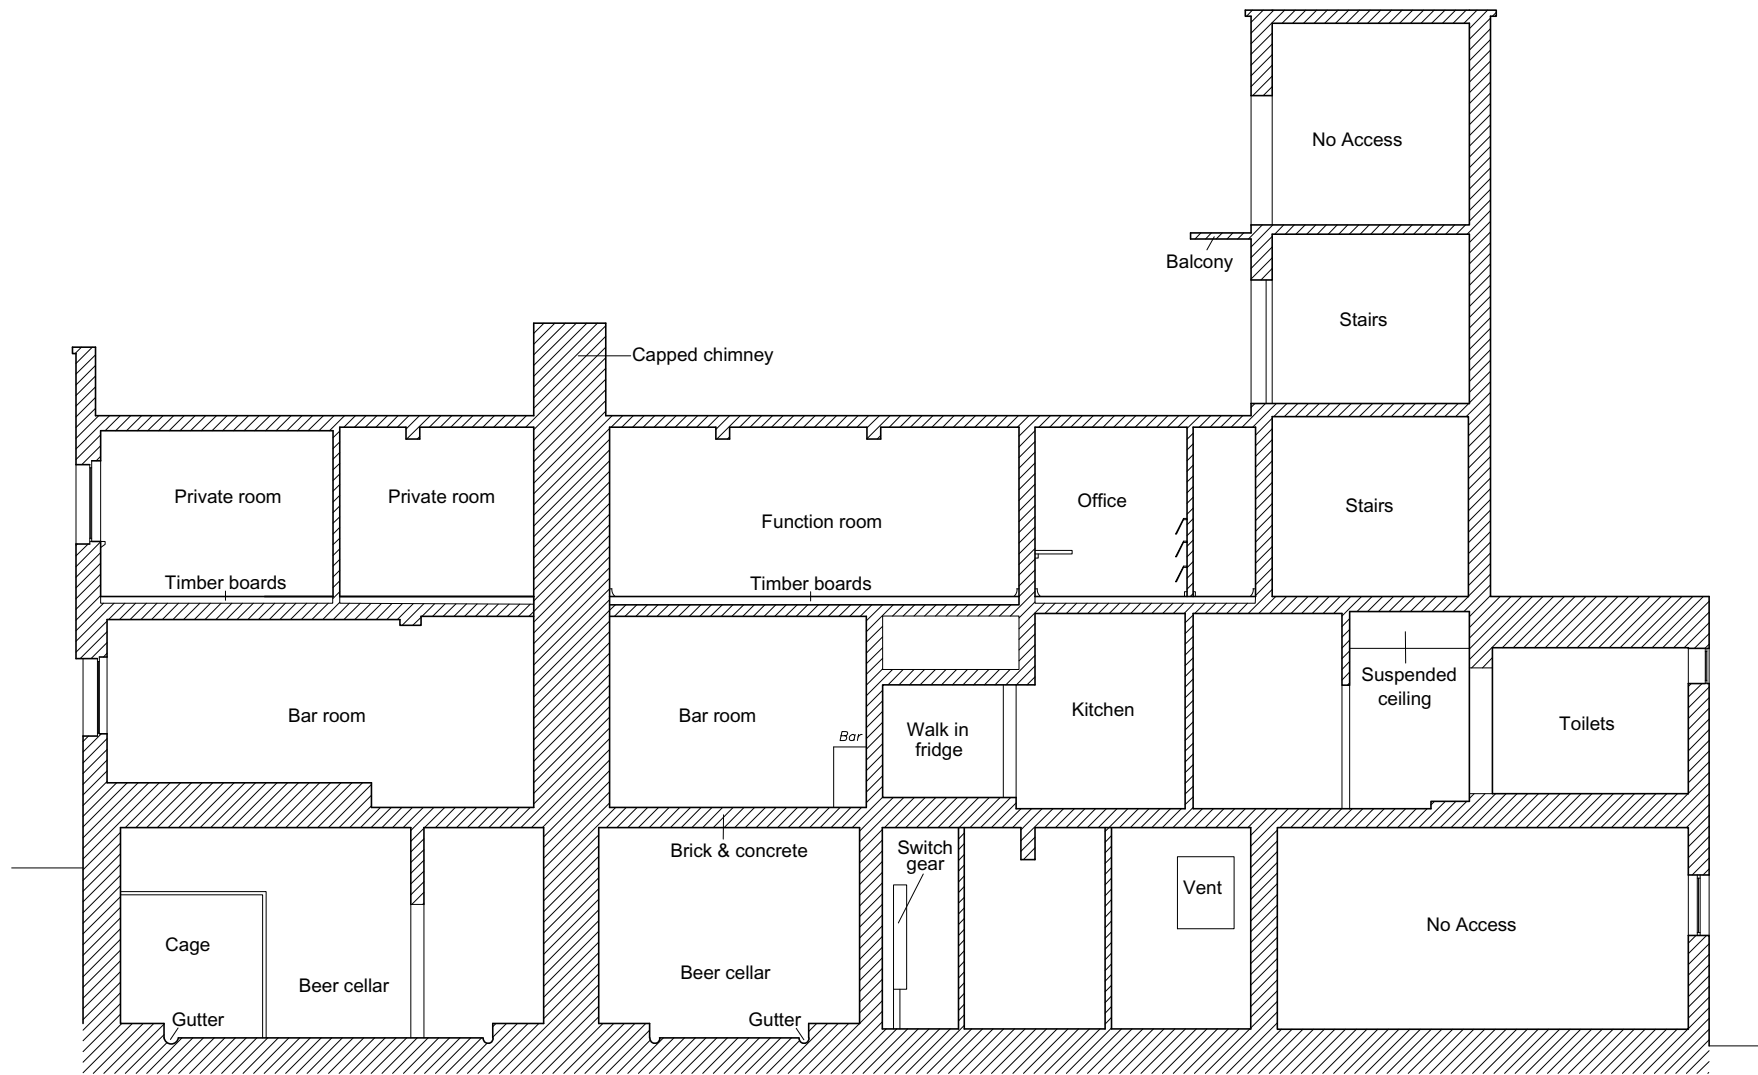 No Access
Balcony
Stairs
Capped chimney
Private room
Private room
Function room
Office
Stairs
Timber boards
Timber boards
Bar room
Bar room
Bar
Walk in
fridge
Kitchen
Suspended
ceiling
Toilets
Brick & concrete
Switch
gear
Vent
Cage
Beer cellar
Beer cellar
No Access
Gutter
Gutter